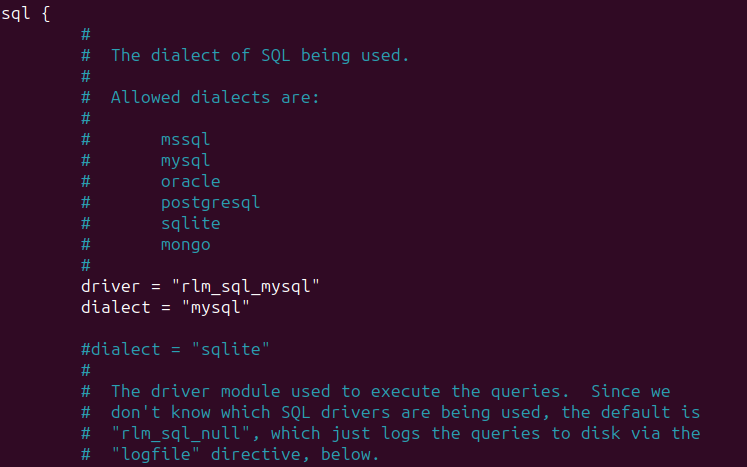 sql {
#
#  The dialect of SQL being used.
#
#  Allowed dialects are:
#
#       mssql
#       mysql
#       oracle
#       postgresql
#       sqlite
#       mongo
#
driver = "rlm_sql_mysql"
dialect = "mysql"
#dialect = "sqlite"
#
#  The driver module used to execute the queries.  Since we
#  don't know which SQL drivers are being used, the default is
#  "rlm_sql_null", which just logs the queries to disk via the
#  "logfile" directive, below.